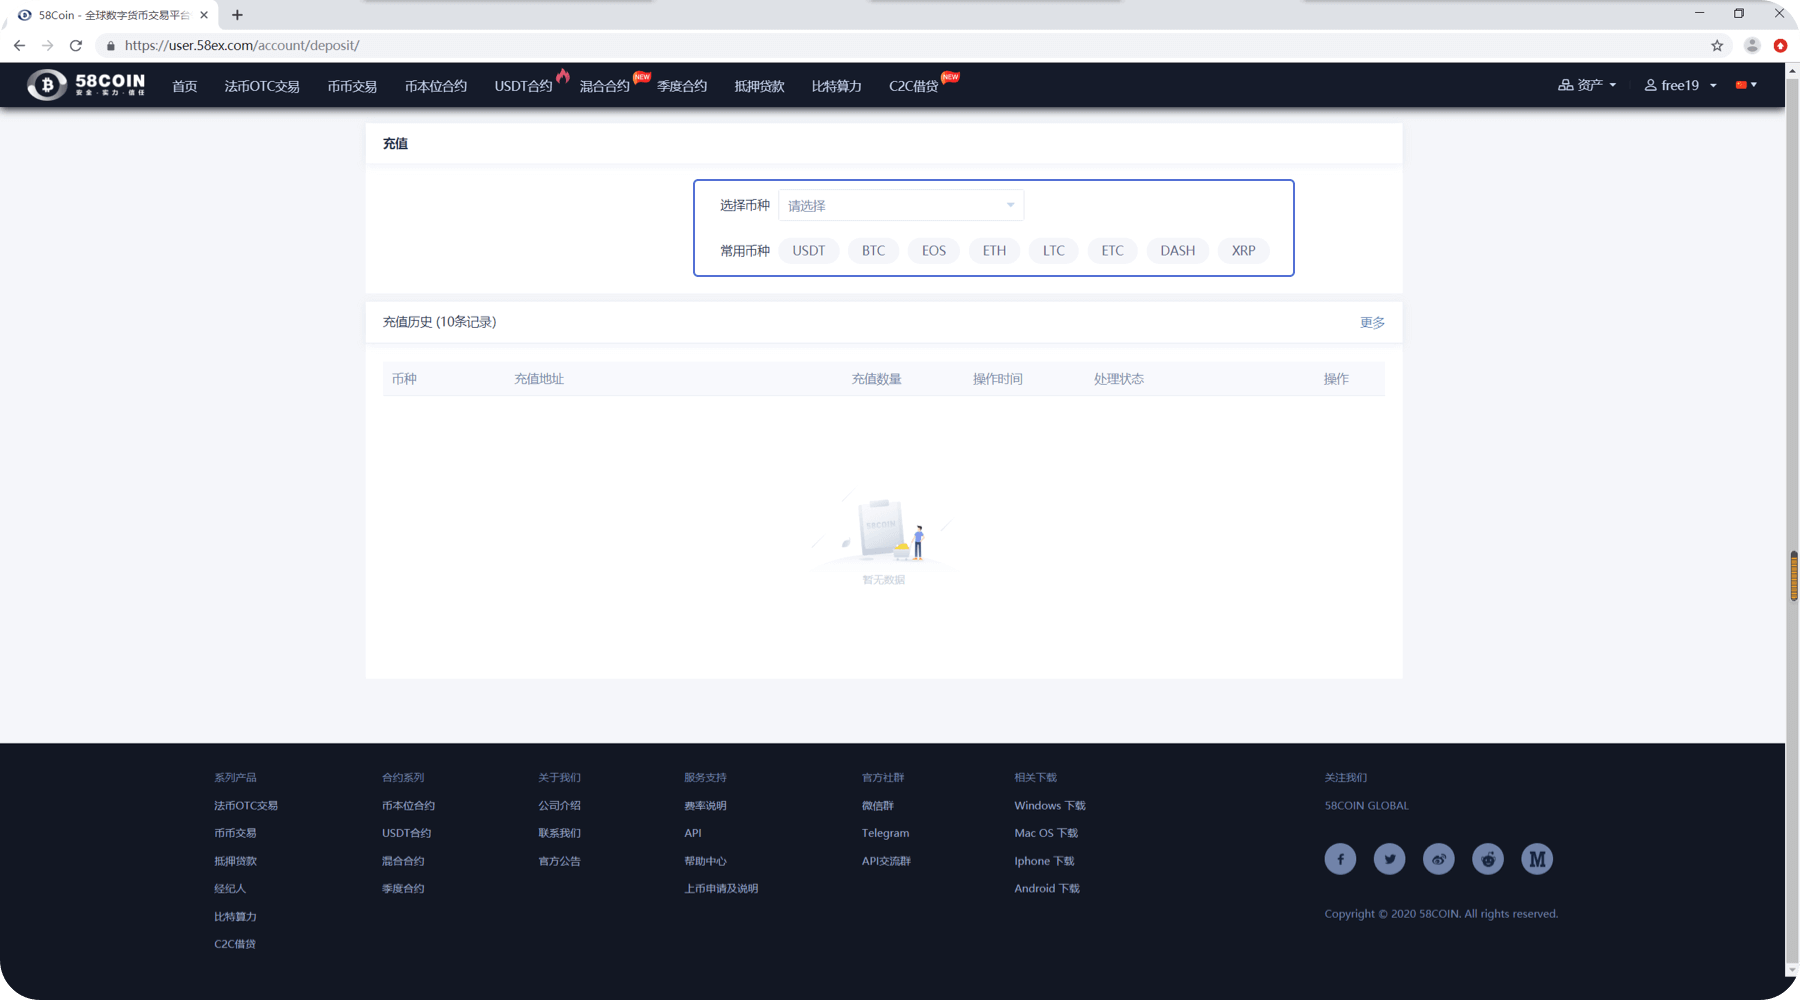 58Coin - 全球数字货币交易平台
https://user.58ex.com/account/deposit/
58COIN
安全·实力·信任
首页 法币OTC交易 币币交易 币本位合约 USDT合约 混合合约 NEW 季度合约 抵押贷款 比特算力 C2C借贷 NEW 资产 free19
充值
选择币种 请选择
常用币种 USDT BTC EOS ETH LTC ETC DASH XRP
充值历史 (10条记录) 更多
币种 充值地址 充值数量 操作时间 处理状态 操作
58COIN
暂无数据
系列产品 合约系列 关于我们 服务支持 官方社群 相关下载 关注我们
法币OTC交易 币本位合约 公司介绍 费率说明 微信群 Windows 下载 58COIN GLOBAL
币币交易 USDT合约 联系我们 API Telegram Mac OS 下载
抵押贷款 混合合约 官方公告 帮助中心 API交流群 Iphone 下载
经纪人 季度合约 上币申请及说明 Android 下载
比特算力 Copyright © 2020 58COIN. All rights reserved.
C2C借贷